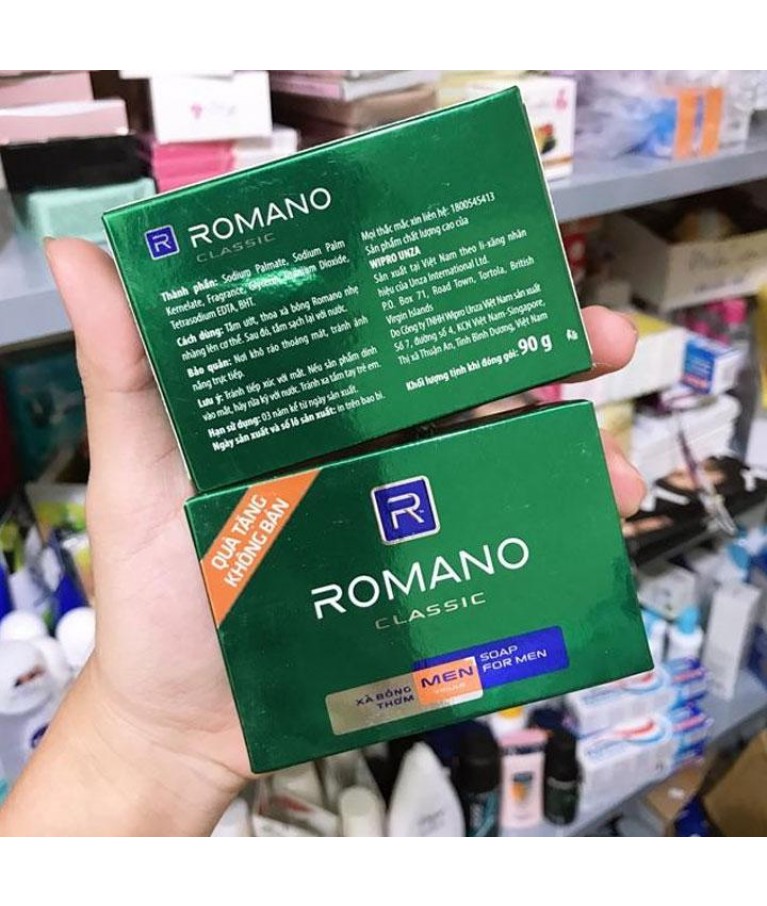 R ROMANO
CLASSIC
Thành phần: Sodium Palmate, Sodium Palm
Kernelate, Fragrance, Glycerin, Titanium Dioxide,
Tetrasodium EDTA, BHT.
Cách dùng: Tắm ướt, thoa xà bông Romano nhẹ
nhàng lên cơ thể. Sau đó, tắm sạch lại với nước.
Bảo quản: Nơi khô ráo thoáng mát, tránh ánh
nắng trực tiếp.
Lưu ý: Tránh tiếp xúc với mắt. Nếu sản phẩm dính
vào mắt, hãy rửa kỹ với nước. Tránh xa tầm tay trẻ em.
Hạn sử dụng: 03 năm kể từ ngày sản xuất.
Ngày sản xuất và số lô sản xuất: in trên bao bì.
Mọi thắc mắc xin liên hệ: 1800545413
Sản phẩm chất lượng cao của
WIPRO UNZA
Sản xuất tại Việt Nam theo li-xăng nhãn
hiệu của Unza International Ltd.
P.O. Box 71, Road Town, Tortola, British
Virgin Islands
Do Công ty TNHH Wipro Unza Việt Nam sản xuất
Số 7, đường số 4, KCN Việt Nam-Singapore,
Thị xã Thuận An, Tỉnh Bình Dương, Việt Nam
Khối lượng tịnh khi đóng gói: 90 g
QUÀ TẶNG
KHÔNG BÁN
R
ROMANO
CLASSIC
XÀ BÔNG
THƠM
MEN
SOAP
FOR MEN